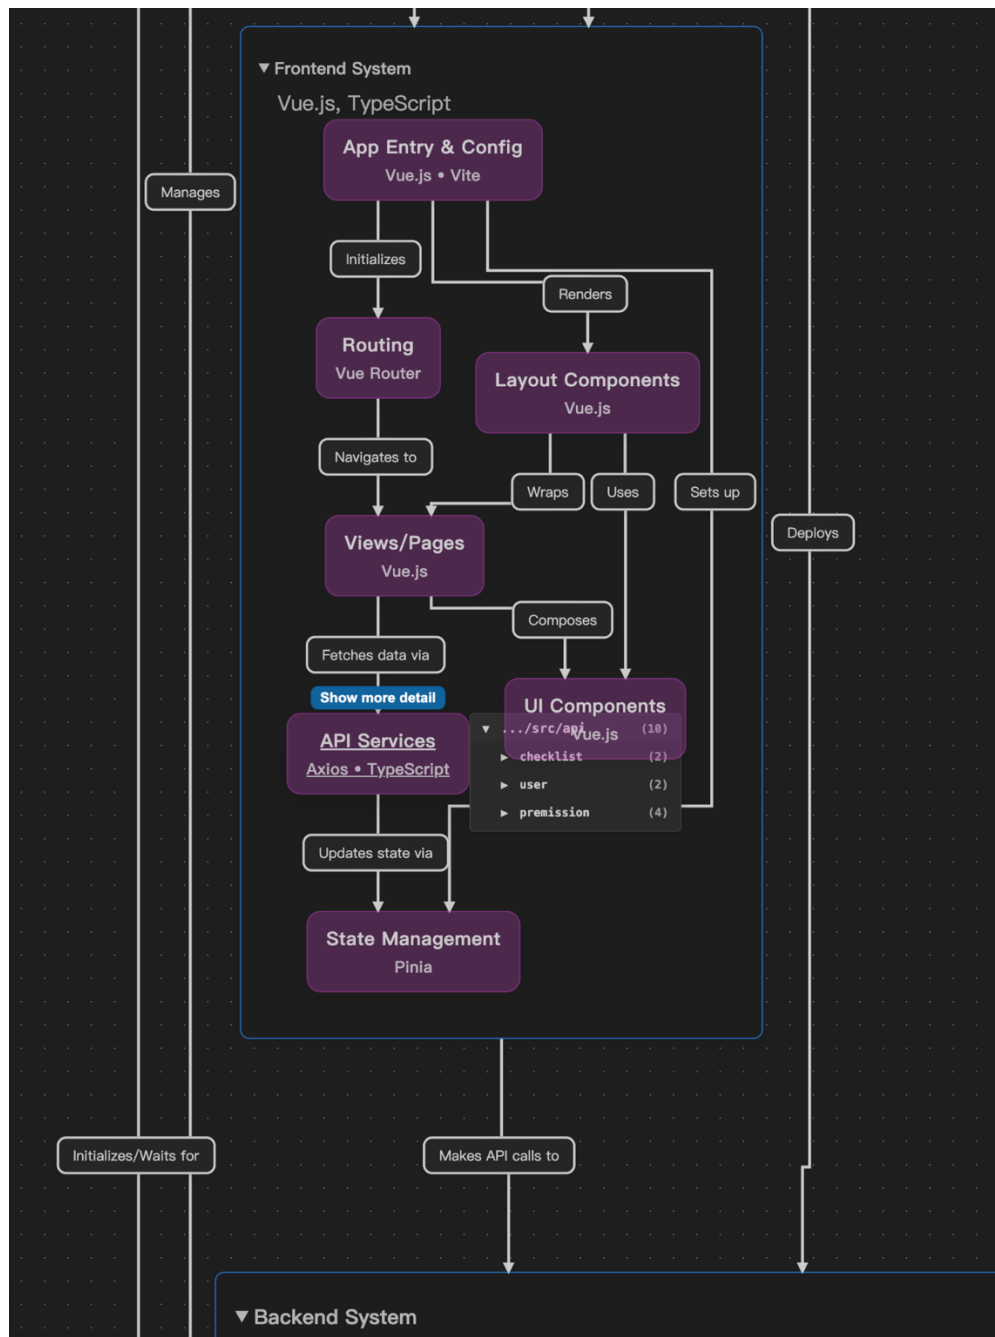 Frontend System
Vue.js, TypeScript
App Entry & Config
Vue.js • Vite
Manages
Initializes
Renders
Routing
Vue Router
Layout Components
Vue.js
Navigates to
Wraps
Uses
Sets up
Deploys
Views/Pages
Vue.js
Composes
Fetches data via
Show more detail
UI Components
Vue.js
API Services
Axios • TypeScript
.../src/api (10)
checklist (2)
user (2)
premission (4)
Updates state via
State Management
Pinia
Initializes/Waits for
Makes API calls to
Backend System